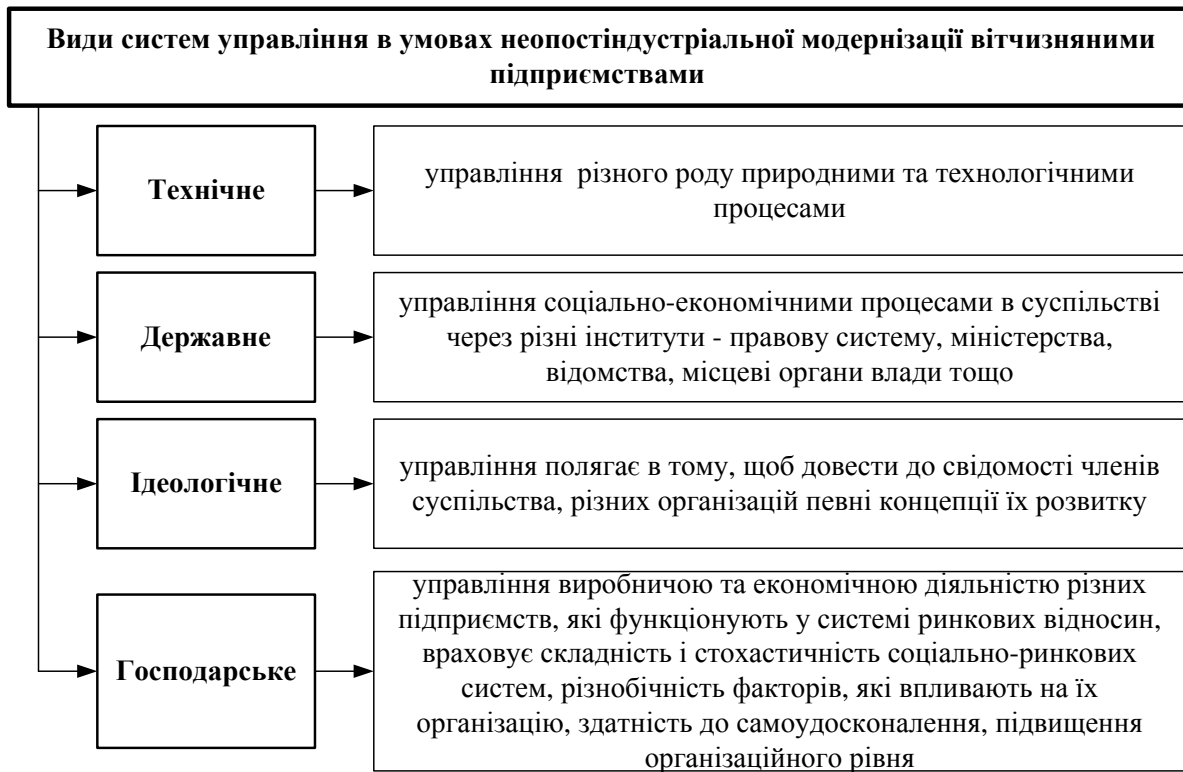 Види систем управління в умовах неопостіндустріальної модернізації вітчизняними
підприємствами
Технічне
управління різного роду природними та технологічними
процесами
Державне
управління соціально-економічними процесами в суспільстві
через різні інститути - правову систему, міністерства,
відомства, місцеві органи влади тощо
Ідеологічне
управління полягає в тому, щоб довести до свідомості членів
суспільства, різних організацій певні концепції їх розвитку
Господарське
управління виробничою та економічною діяльністю різних
підприємств, які функціонують у системі ринкових відносин,
враховує складність і стохастичність соціально-ринкових
систем, різнобічність факторів, які впливають на їх
організацію, здатність до самоудосконалення, підвищення
організаційного рівня